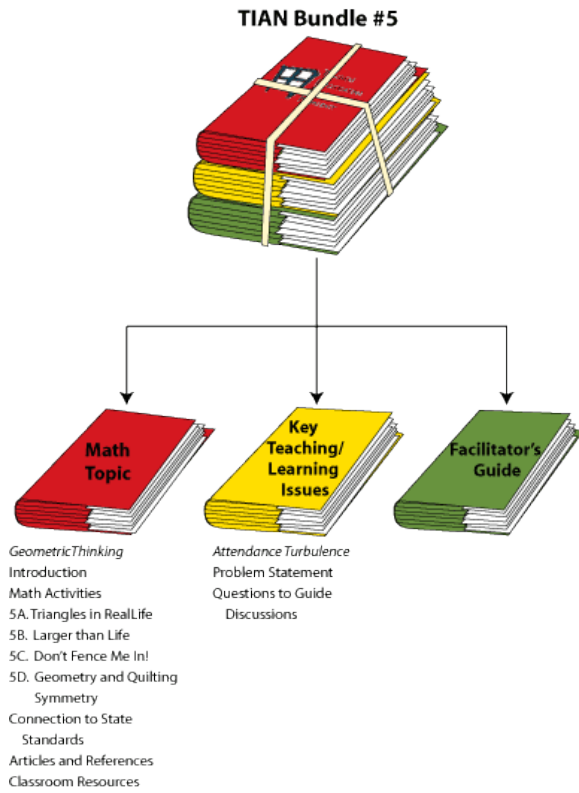 TIAN Bundle #5
Math
Topic
Key
Teaching/
Learning
Issues
Facilitator's
Guide
GeometricThinking
Introduction
Math Activities
5A. Triangles in RealLife
5B. Larger than Life
5C. Don't Fence Me In!
5D. Geometry and Quilting
Symmetry
Connection to State
Standards
Articles and References
Classroom Resources
Attendance Turbulence
Problem Statement
Questions to Guide
Discussions